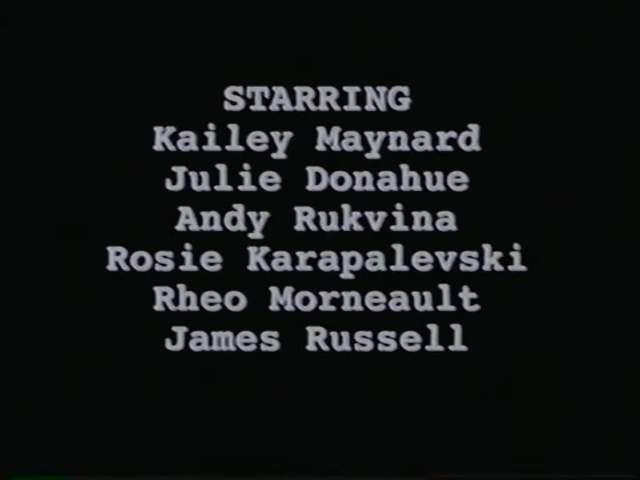 STARRING
Kailey Maynard
Julie Donahue
Andy Rukvina
Rosie Karapalevski
Rheo Morneault
James Russell